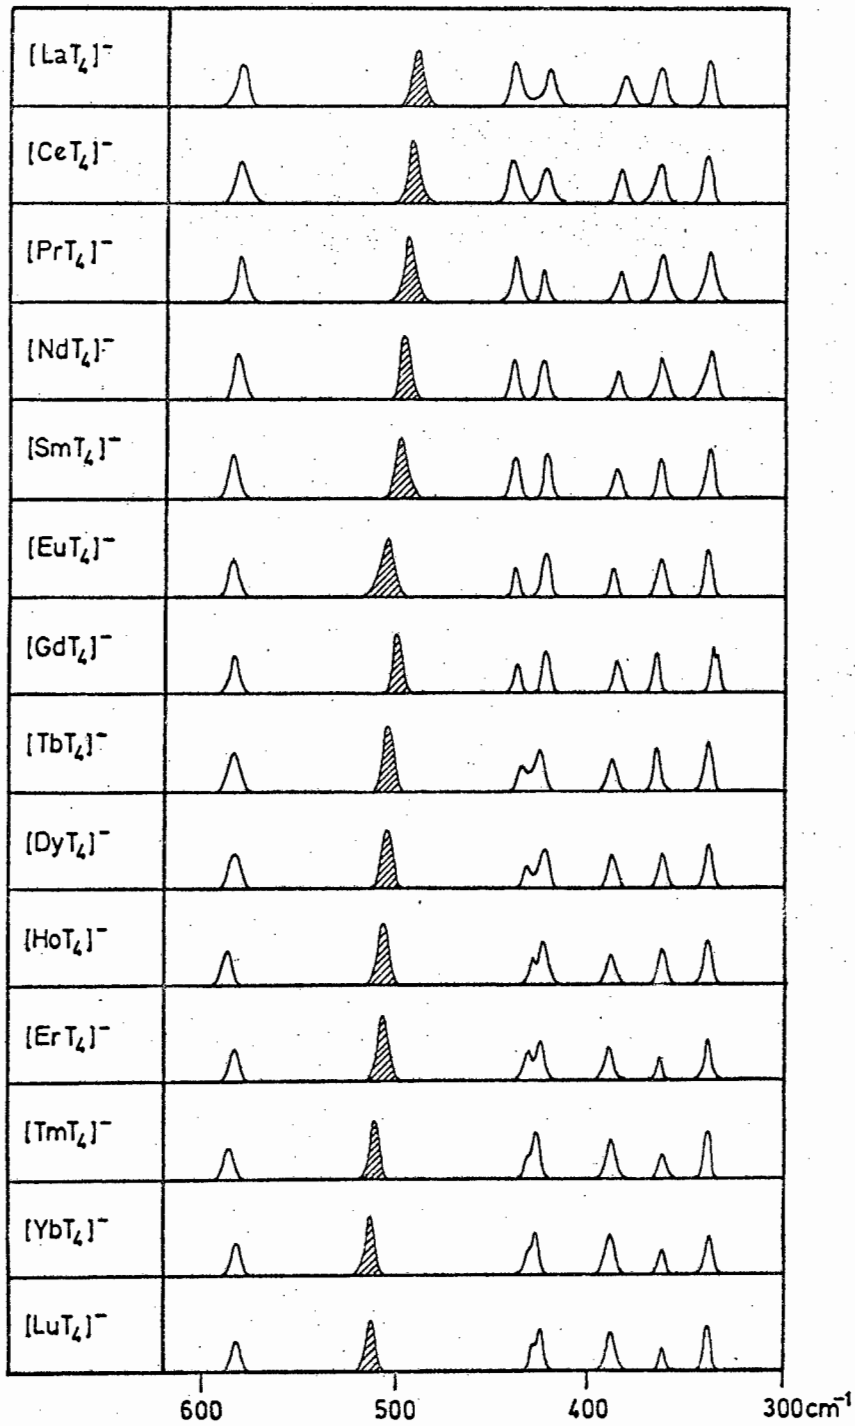 [LaT₄]⁻
[CeT₄]⁻
[PrT₄]⁻
[NdT₄]⁻
[SmT₄]⁻
[EuT₄]⁻
[GdT₄]⁻
[TbT₄]⁻
[DyT₄]⁻
[HoT₄]⁻
[ErT₄]⁻
[TmT₄]⁻
[YbT₄]⁻
[LuT₄]⁻
600 500 400 300cm⁻¹